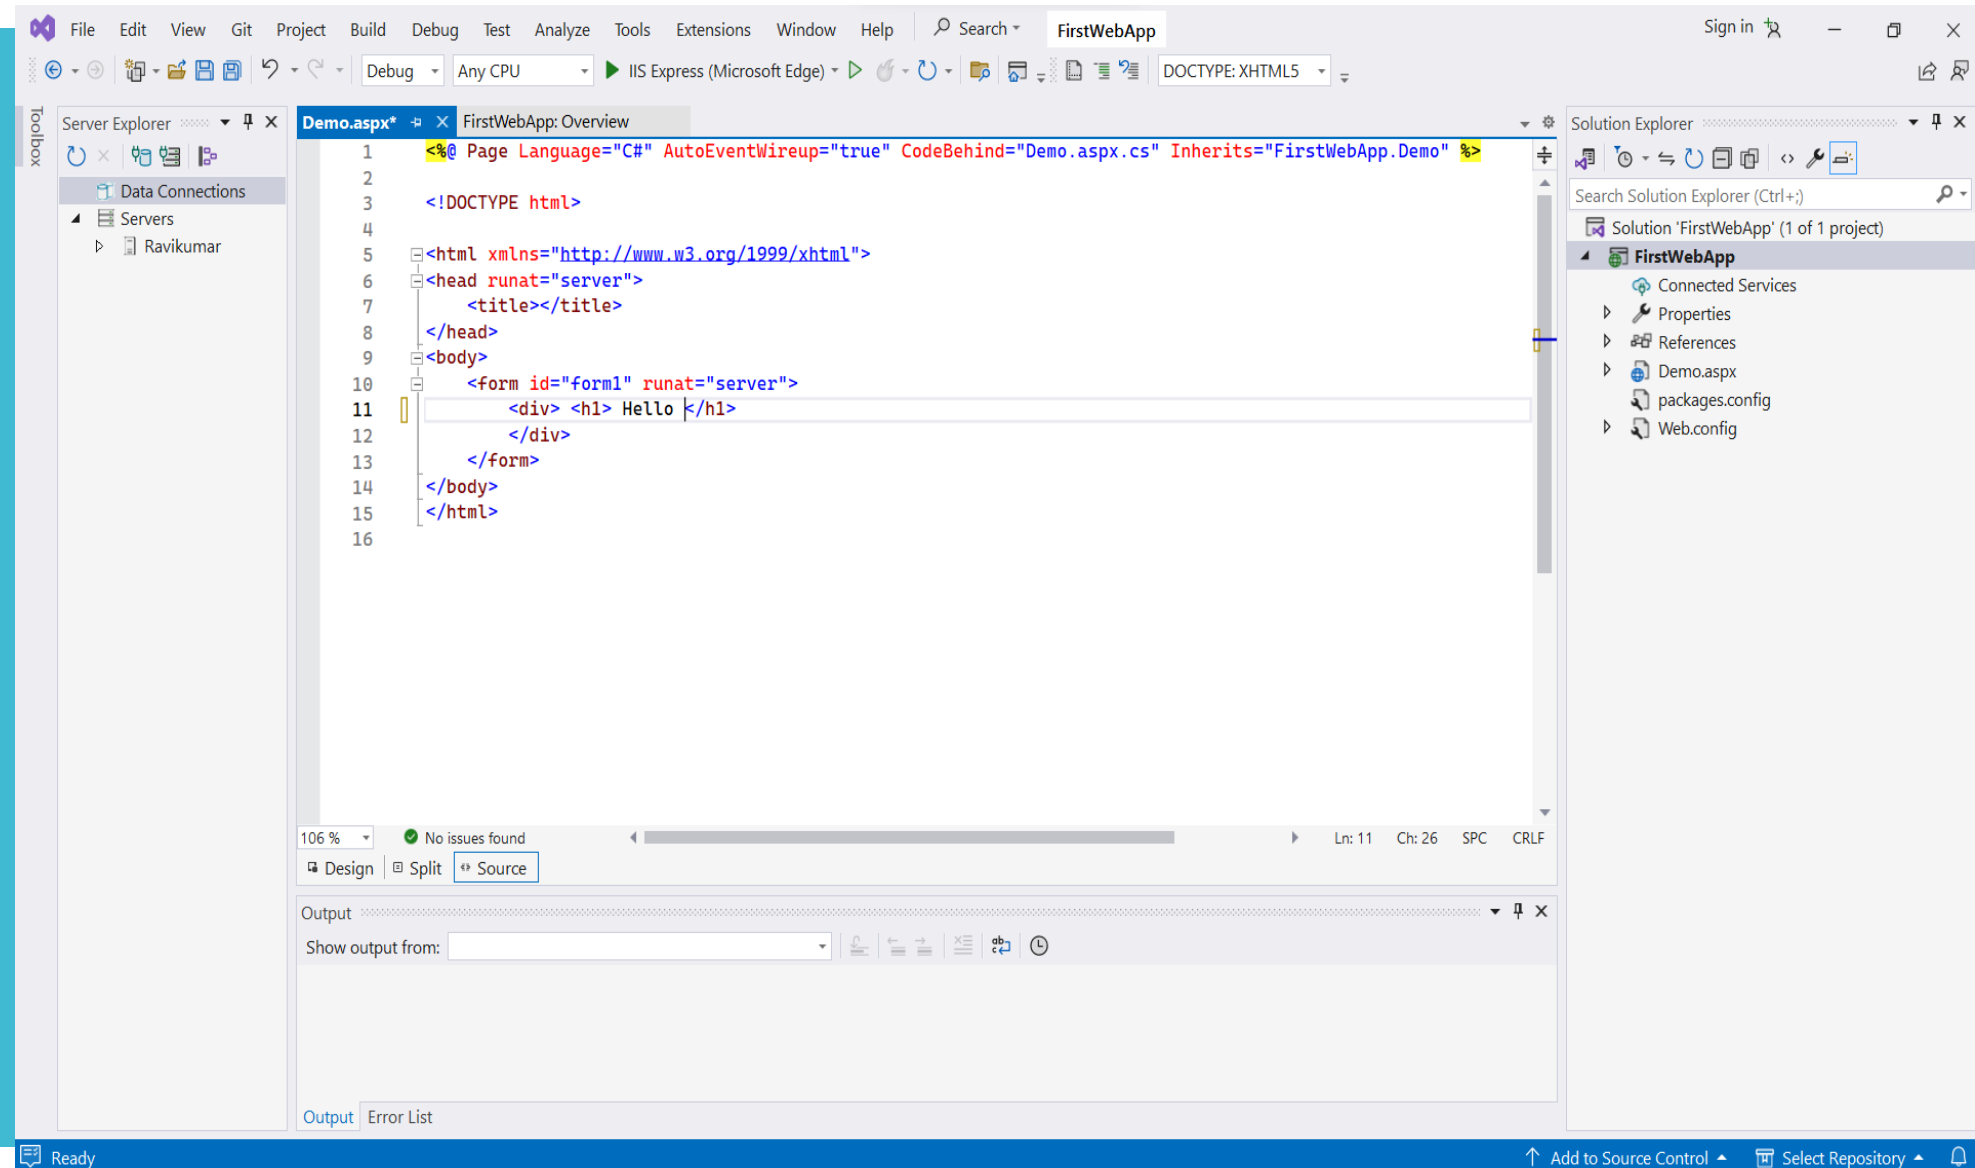 File Edit View Git Project Build Debug Test Analyze Tools Extensions Window Help Search FirstWebApp Sign in
Debug Any CPU IIS Express (Microsoft Edge) DOCTYPE: XHTML5
Toolbox
Server Explorer
Data Connections
Servers
Ravikumar
Demo.aspx* FirstWebApp: Overview
1 <%@ Page Language="C#" AutoEventWireup="true" CodeBehind="Demo.aspx.cs" Inherits="FirstWebApp.Demo" %>
2
3 <!DOCTYPE html>
4
5 <html xmlns="http://www.w3.org/1999/xhtml">
6 <head runat="server">
7 <title></title>
8 </head>
9 <body>
10 <form id="form1" runat="server">
11 <div> <h1> Hello </h1>
12 </div>
13 </form>
14 </body>
15 </html>
16
106 % No issues found Ln: 11 Ch: 26 SPC CRLF
Design Split Source
Output
Show output from:
Output Error List
Solution Explorer
Search Solution Explorer (Ctrl+;)
Solution 'FirstWebApp' (1 of 1 project)
FirstWebApp
Connected Services
Properties
References
Demo.aspx
packages.config
Web.config
Ready Add to Source Control Select Repository